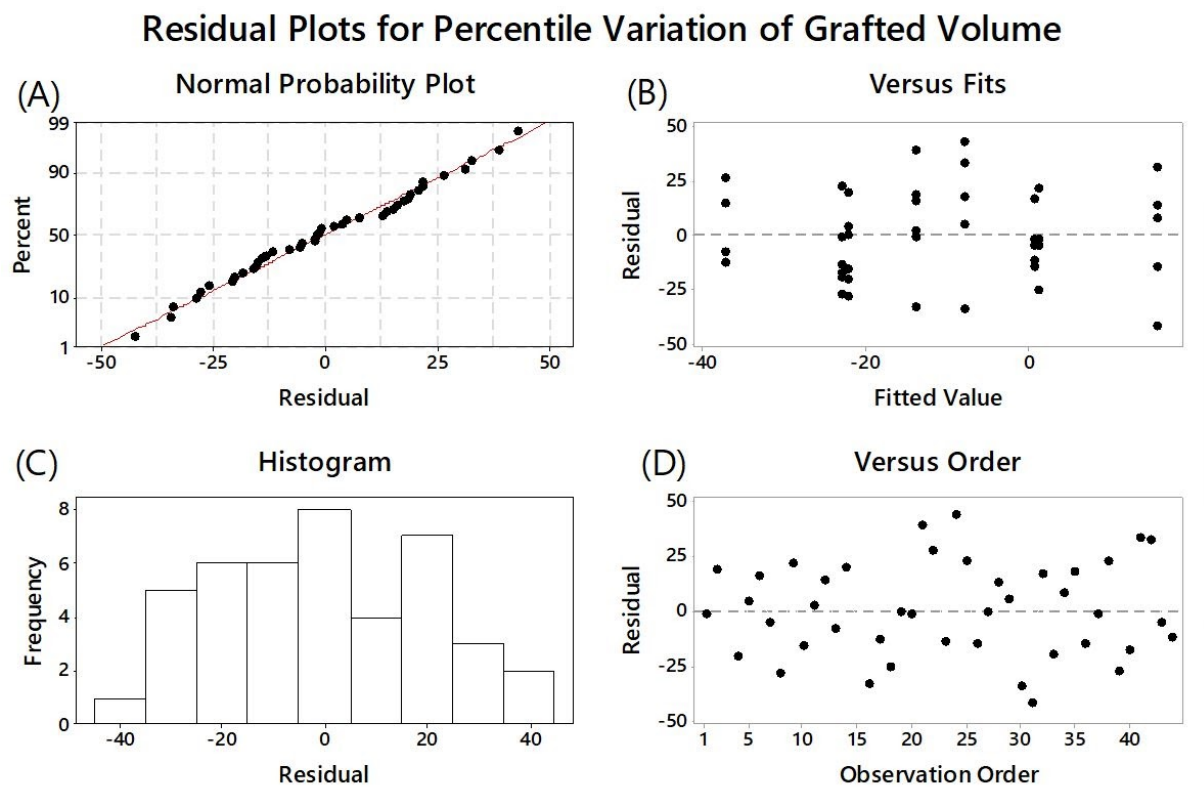 Residual Plots for Percentile Variation of Grafted Volume
(A)
Normal Probability Plot
99
90
50
10
1
Percent
-50
-25
0
25
50
Residual
(B)
Versus Fits
50
25
0
-25
-50
Residual
-40
-20
0
Fitted Value
(C)
Histogram
8
6
4
2
0
Frequency
-40
-20
0
20
40
Residual
(D)
Versus Order
50
25
0
-25
-50
Residual
1
5
10
15
20
25
30
35
40
Observation Order